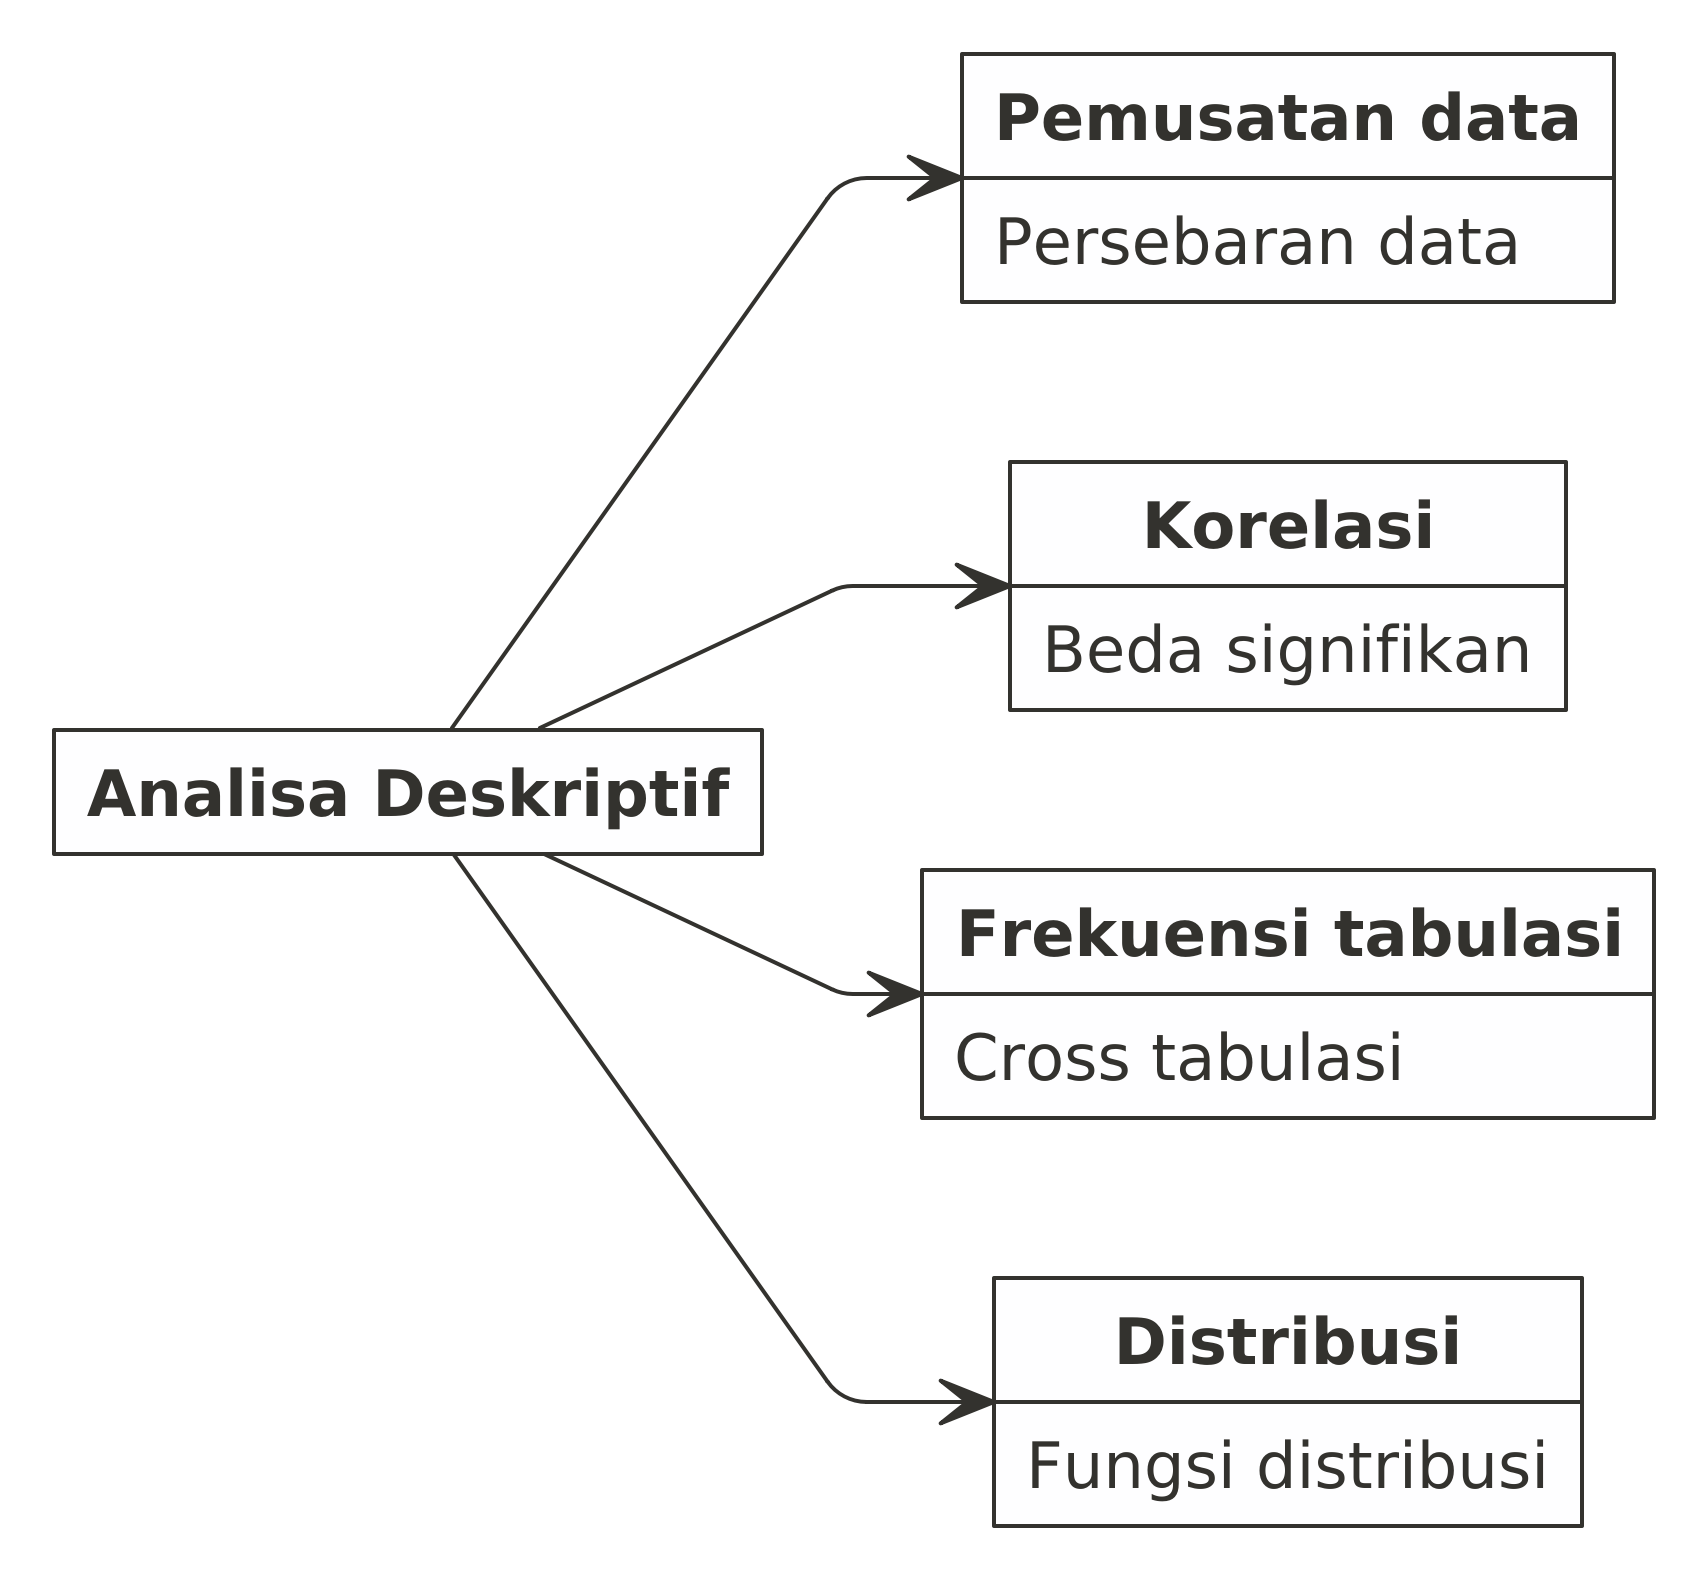 Pemusatan data
Persebaran data
Korelasi
Beda signifikan
Analisa Deskriptif
Frekuensi tabulasi
Cross tabulasi
Distribusi
Fungsi distribusi